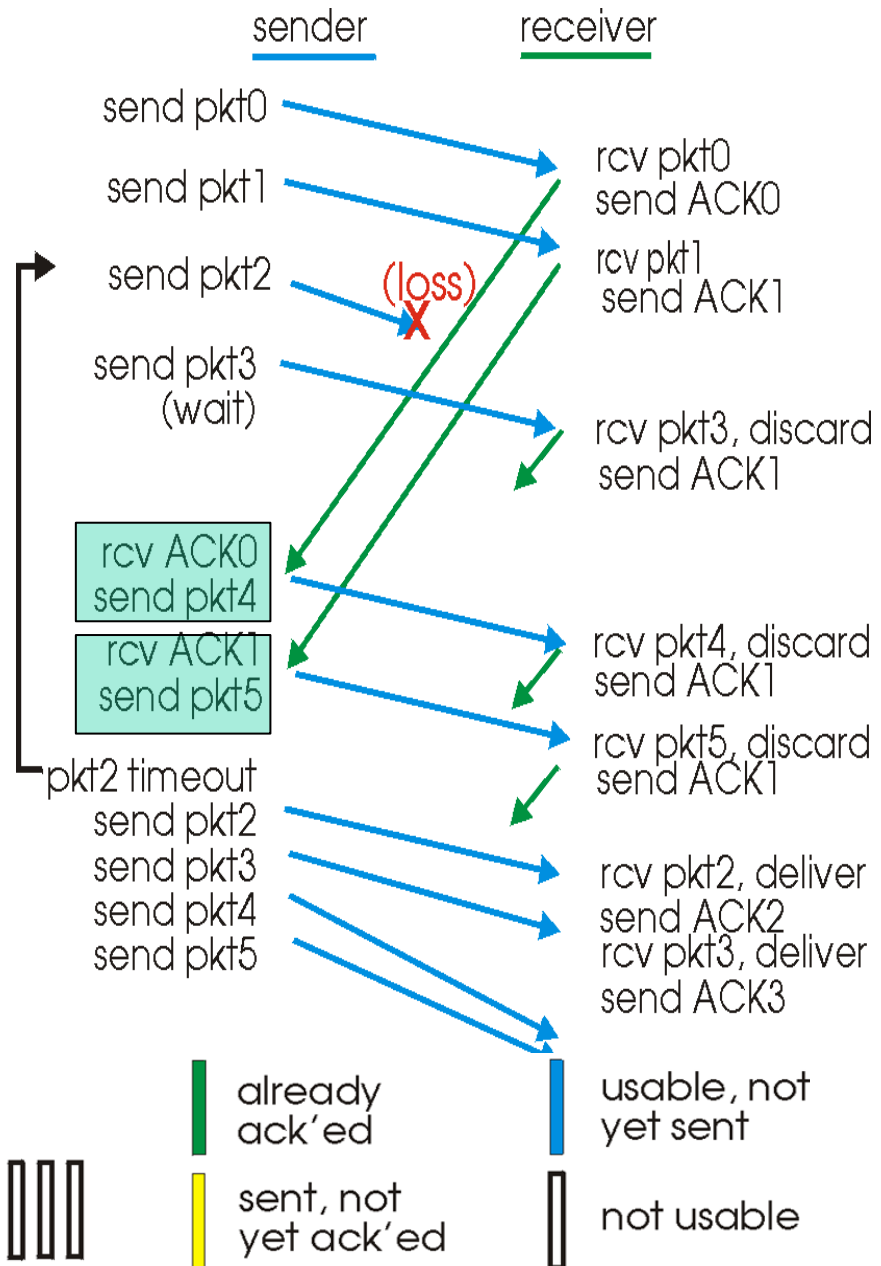 sender
receiver
send pkt0
send pkt1
send pkt2
send pkt3
(wait)
(loss)
X
rcv pkt0
send ACK0
rcv pkt1
send ACK1
rcv pkt3, discard
send ACK1
rcv ACK0
send pkt4
rcv ACK1
send pkt5
rcv pkt4, discard
send ACK1
rcv pkt5, discard
send ACK1
pkt2 timeout
send pkt2
send pkt3
send pkt4
send pkt5
rcv pkt2, deliver
send ACK2
rcv pkt3, deliver
send ACK3
already
ack'ed
usable, not
yet sent
sent, not
yet ack'ed
not usable